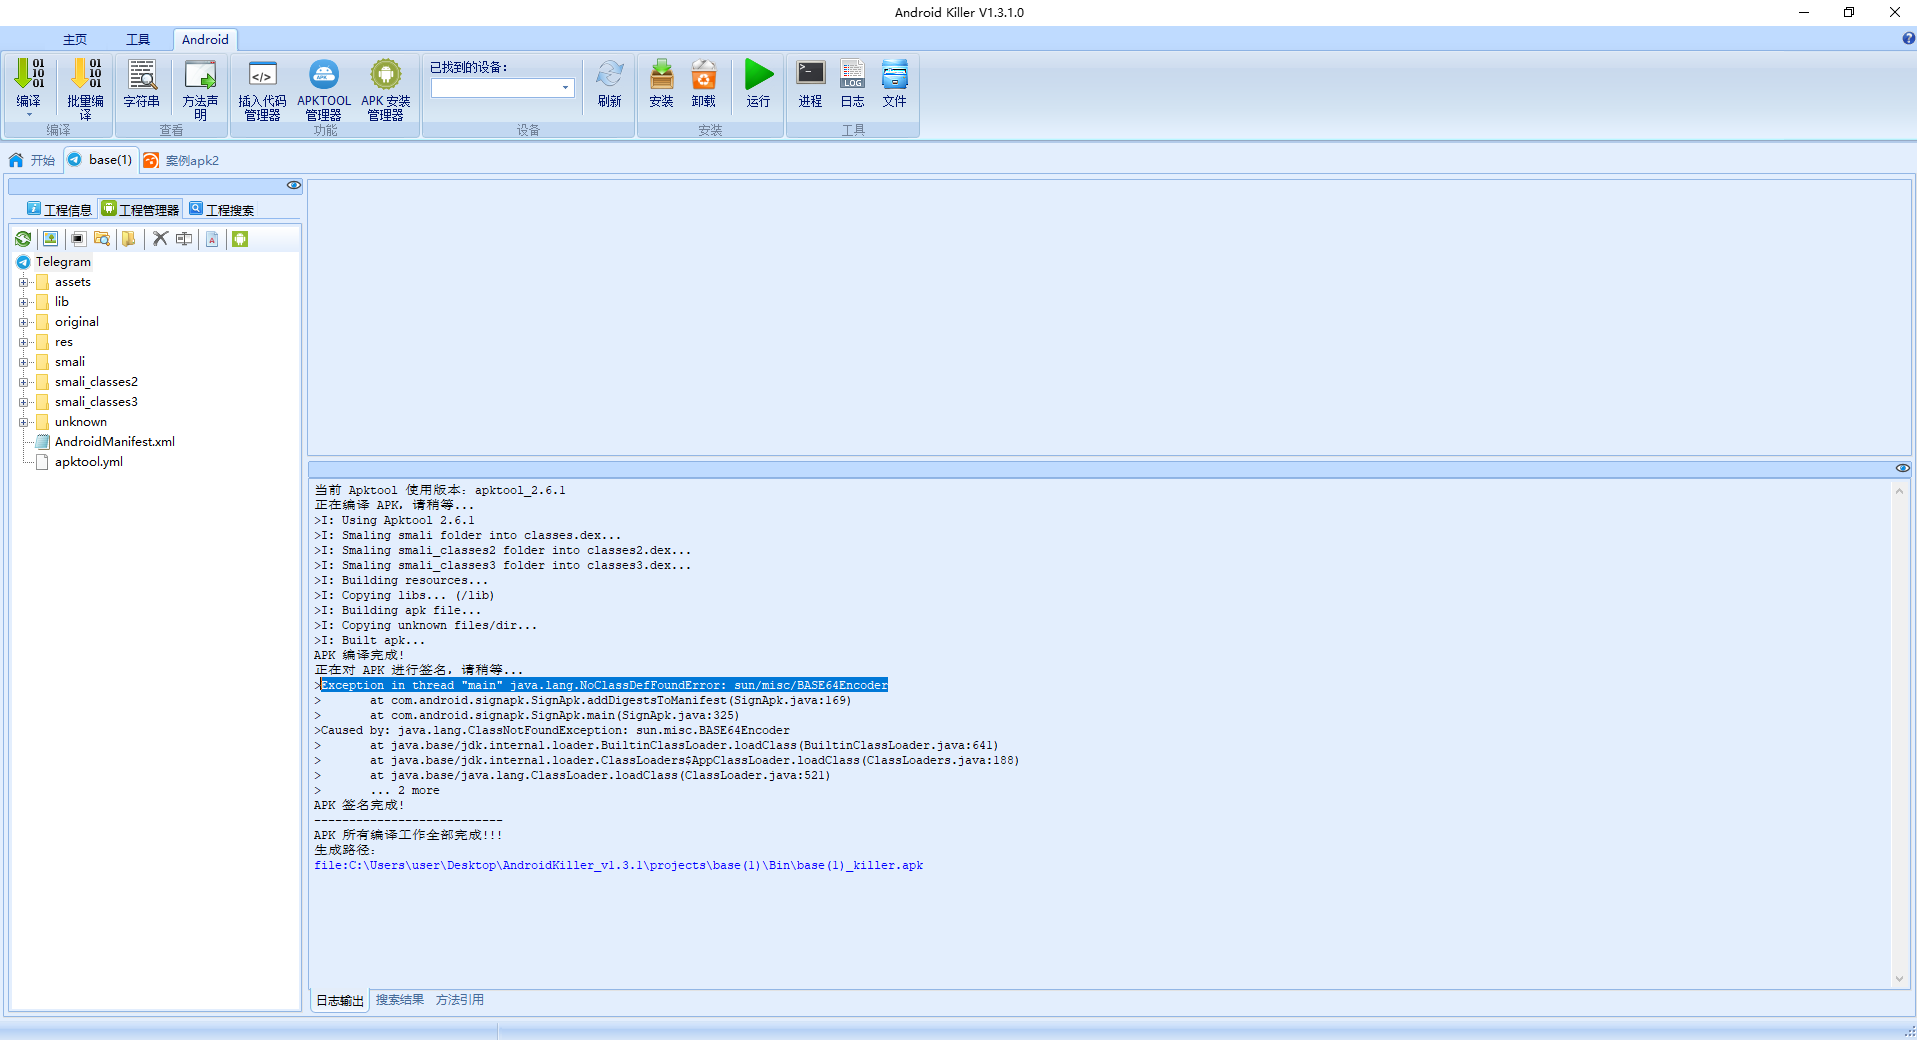 Android Killer V1.3.1.0
主页 工具 Android
编译
批量编
译
字符串
方法声
明
插入代码
管理器
APKTOOL
管理器
APK 安装
管理器
已找到的设备:
刷新
安装
卸载
运行
进程
日志
文件
编译 查看 功能 设备 安装 工具
开始 base(1) 案例apk2
工程信息 工程管理器 工程搜索
Telegram
assets
lib
original
res
smali
smali_classes2
smali_classes3
unknown
AndroidManifest.xml
apktool.yml
当前 Apktool 使用版本: apktool_2.6.1
正在编译 APK, 请稍等...
>I: Using Apktool 2.6.1
>I: Smaling smali folder into classes.dex...
>I: Smaling smali_classes2 folder into classes2.dex...
>I: Smaling smali_classes3 folder into classes3.dex...
>I: Building resources...
>I: Copying libs... (/lib)
>I: Building apk file...
>I: Copying unknown files/dir...
>I: Built apk...
APK 编译完成!
正在对 APK 进行签名, 请稍等...
>Exception in thread "main" java.lang.NoClassDefFoundError: sun/misc/BASE64Encoder
> at com.android.signapk.SignApk.addDigestsToManifest(SignApk.java:169)
> at com.android.signapk.SignApk.main(SignApk.java:325)
>Caused by: java.lang.ClassNotFoundException: sun.misc.BASE64Encoder
> at java.base/jdk.internal.loader.BuiltinClassLoader.loadClass(BuiltinClassLoader.java:641)
> at java.base/jdk.internal.loader.ClassLoaders$AppClassLoader.loadClass(ClassLoaders.java:188)
> at java.base/java.lang.ClassLoader.loadClass(ClassLoader.java:521)
> ... 2 more
APK 签名完成!
---------------------------
APK 所有编译工作全部完成!!!
生成路径:
file:C:\Users\user\Desktop\AndroidKiller_v1.3.1\projects\base(1)\Bin\base(1)_killer.apk
日志输出 搜索结果 方法引用